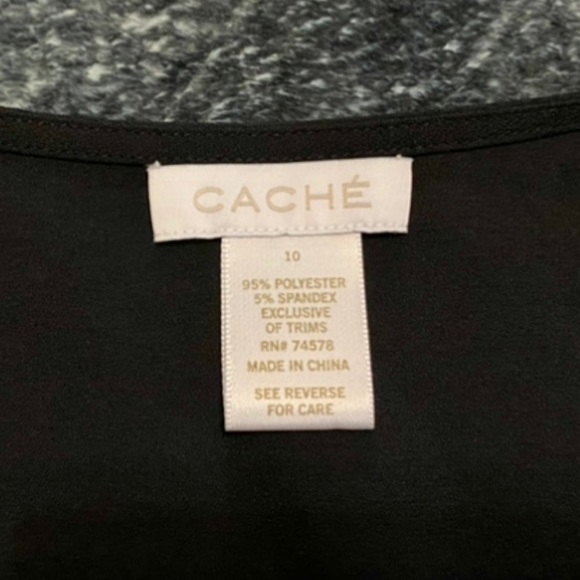 CACHÉ
10
95% POLYESTER
5% SPANDEX
EXCLUSIVE
OF TRIMS
RN# 74578
MADE IN CHINA
SEE REVERSE
FOR CARE